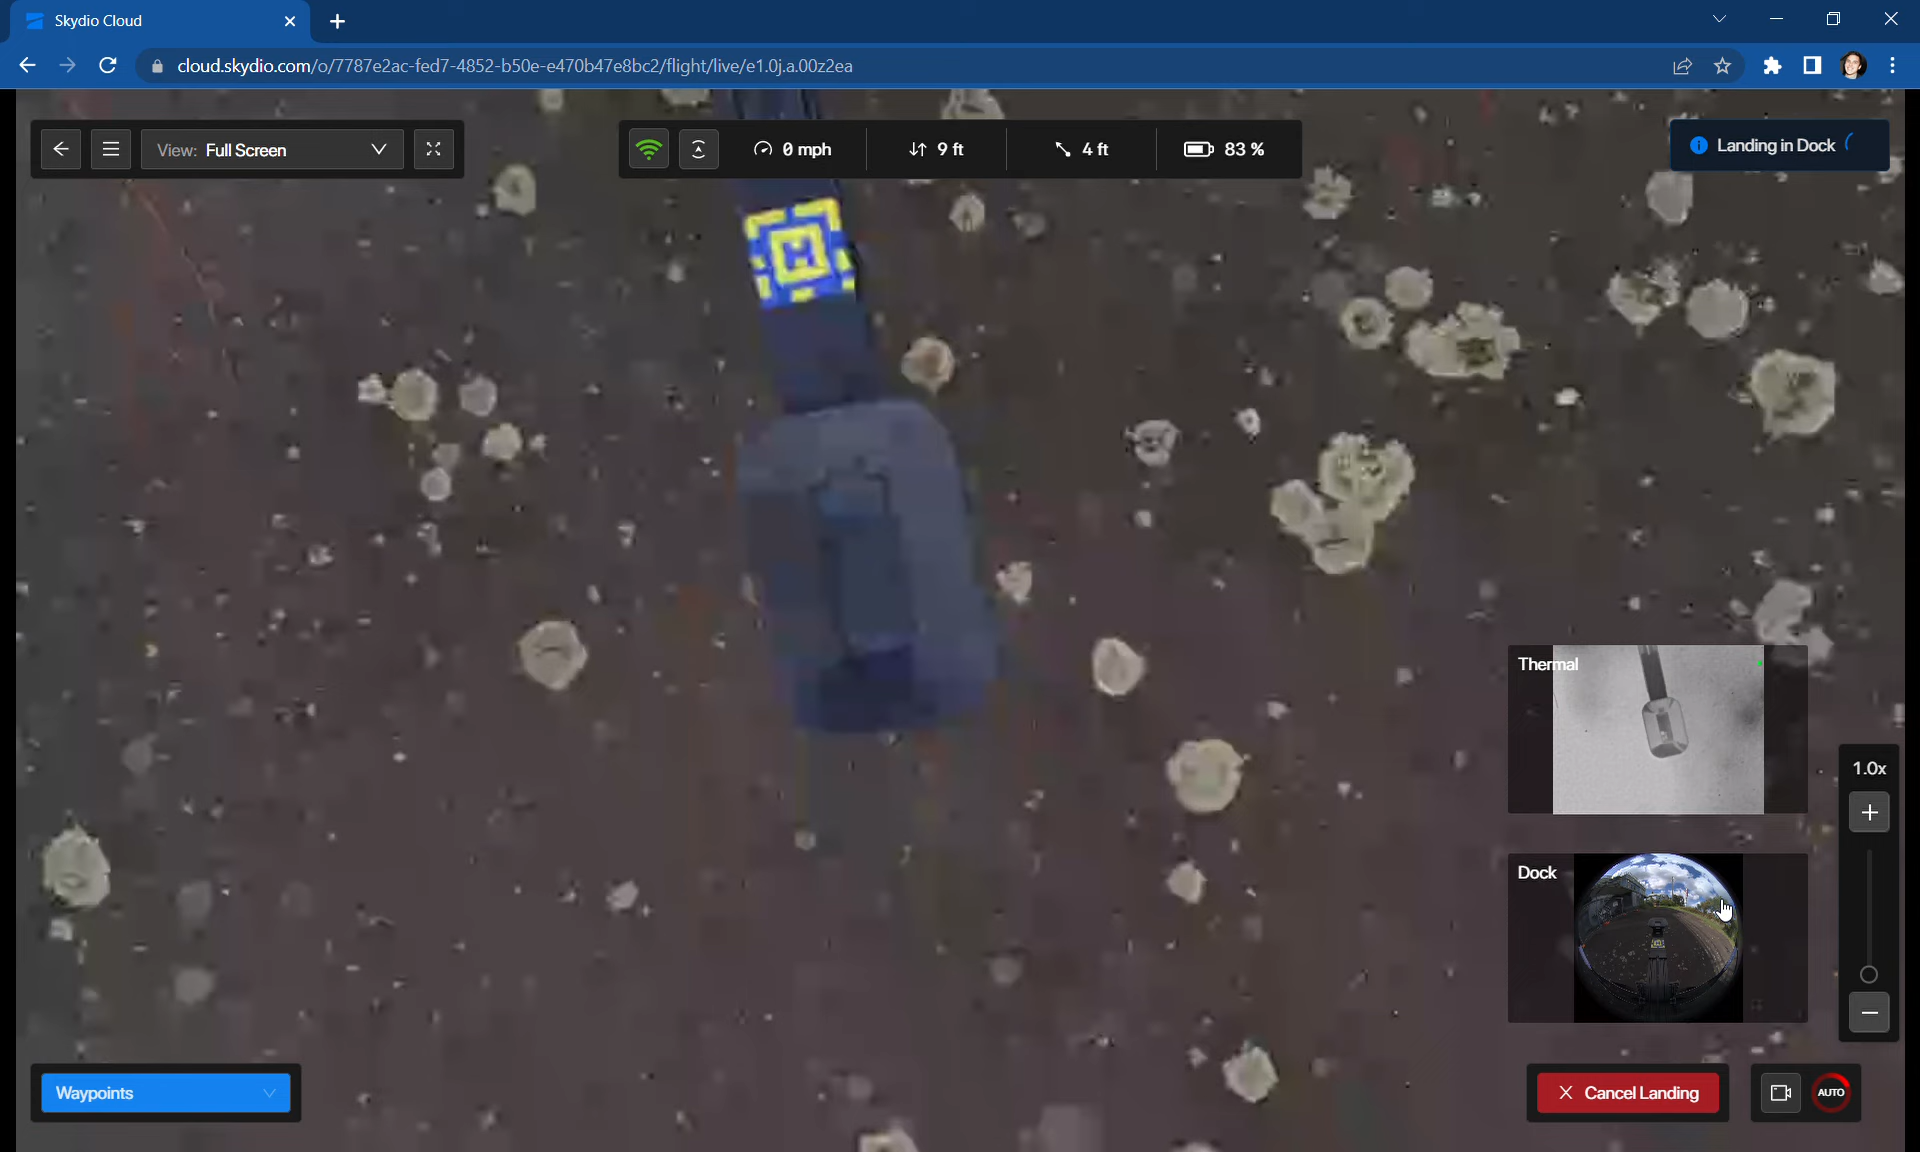 Skydio Cloud
cloud.skydio.com/o/7787e2ac-fed7-4852-b50e-e470b47e8bc2/flight/live/e1.0j.a.00z2ea
View: Full Screen
0 mph
9 ft
4 ft
83 %
Landing in Dock
H
Thermal
1.0x
Dock
Waypoints
Cancel Landing
AUTO